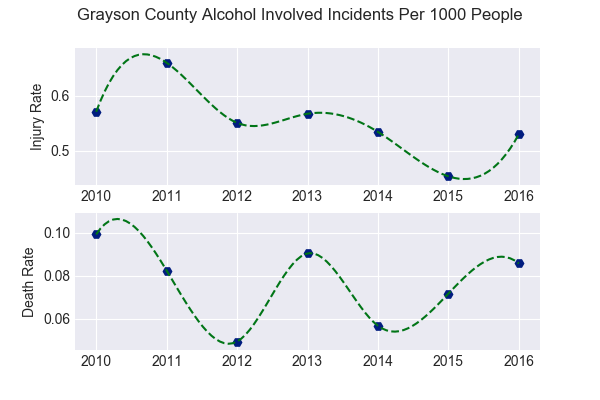 Grayson County Alcohol Involved Incidents Per 1000 People
Injury Rate
0.6
0.5
2010 2011 2012 2013 2014 2015 2016
Death Rate
0.10
0.08
0.06
2010 2011 2012 2013 2014 2015 2016